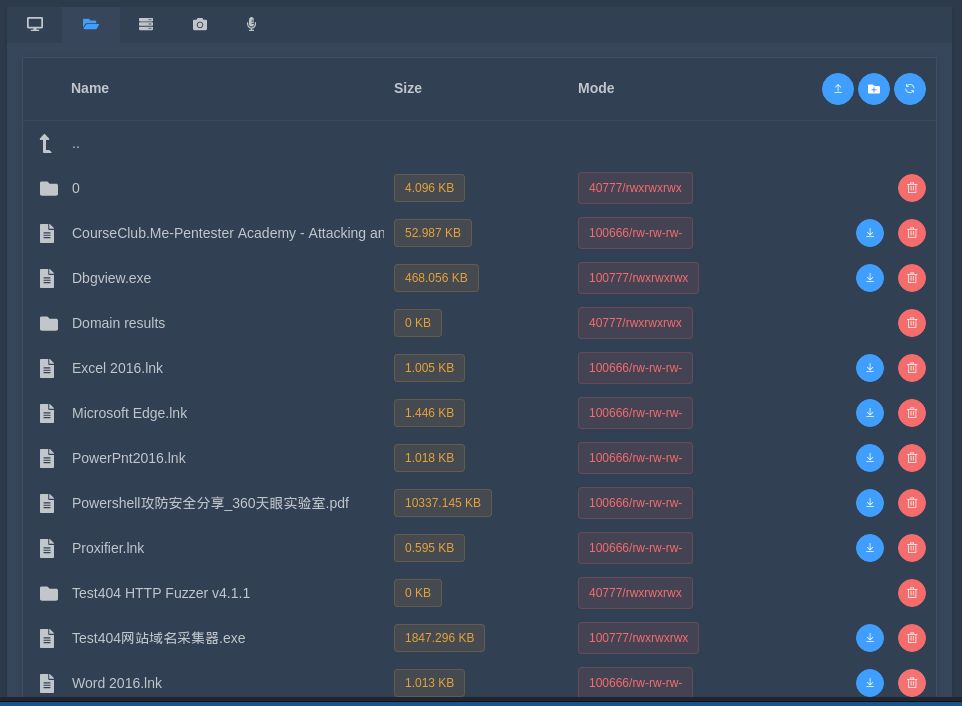 Name Size Mode
..
0 4.096 KB 40777/rwxrwxrwx
CourseClub.Me-Pentester Academy - Attacking an 52.987 KB 100666/rw-rw-rw-
Dbgview.exe 468.056 KB 100777/rwxrwxrwx
Domain results 0 KB 40777/rwxrwxrwx
Excel 2016.lnk 1.005 KB 100666/rw-rw-rw-
Microsoft Edge.lnk 1.446 KB 100666/rw-rw-rw-
PowerPnt2016.lnk 1.018 KB 100666/rw-rw-rw-
Powershell攻防安全分享_360天眼实验室.pdf 10337.145 KB 100666/rw-rw-rw-
Proxifier.lnk 0.595 KB 100666/rw-rw-rw-
Test404 HTTP Fuzzer v4.1.1 0 KB 40777/rwxrwxrwx
Test404网站域名采集器.exe 1847.296 KB 100777/rwxrwxrwx
Word 2016.lnk 1.013 KB 100666/rw-rw-rw-